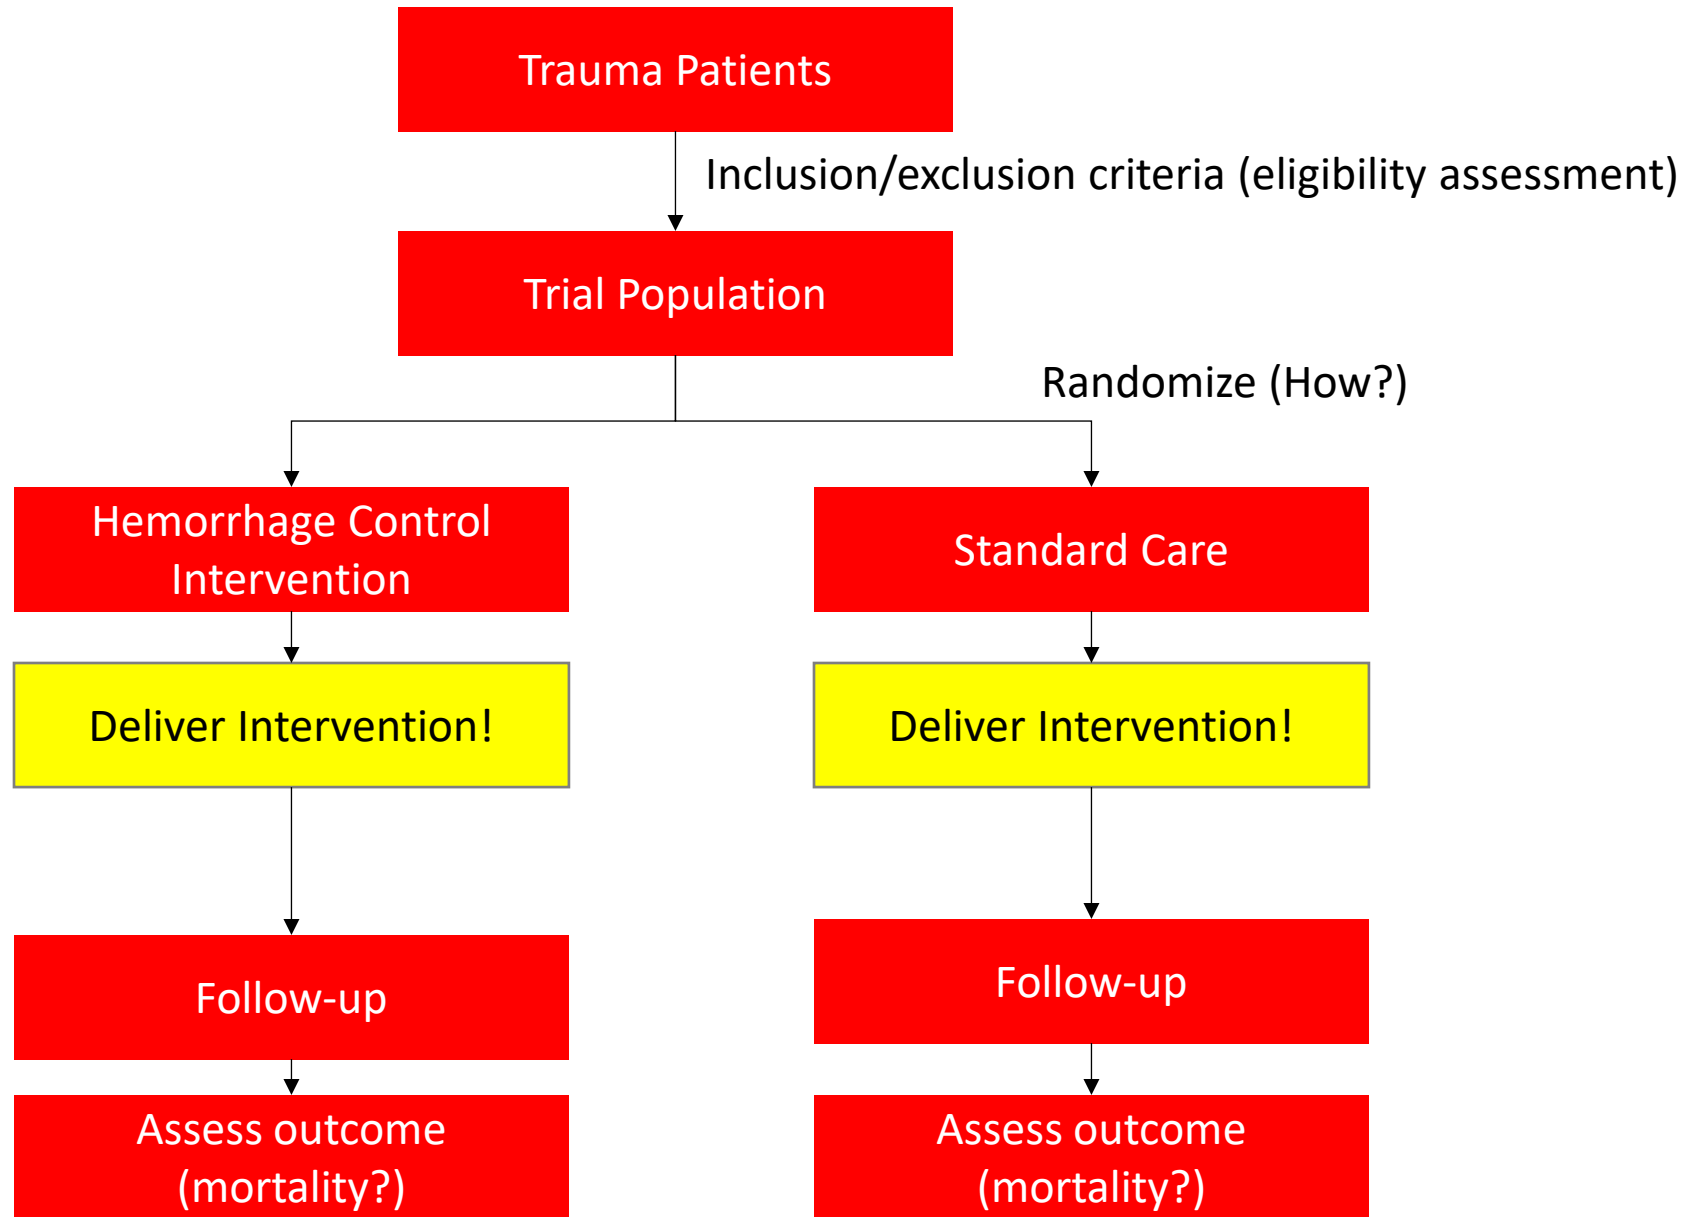 Trauma Patients
Inclusion/exclusion criteria (eligibility assessment)
Trial Population
Randomize (How?)
Hemorrhage Control
Intervention
Standard Care
Deliver Intervention!
Deliver Intervention!
Follow-up
Follow-up
Assess outcome
(mortality?)
Assess outcome
(mortality?)